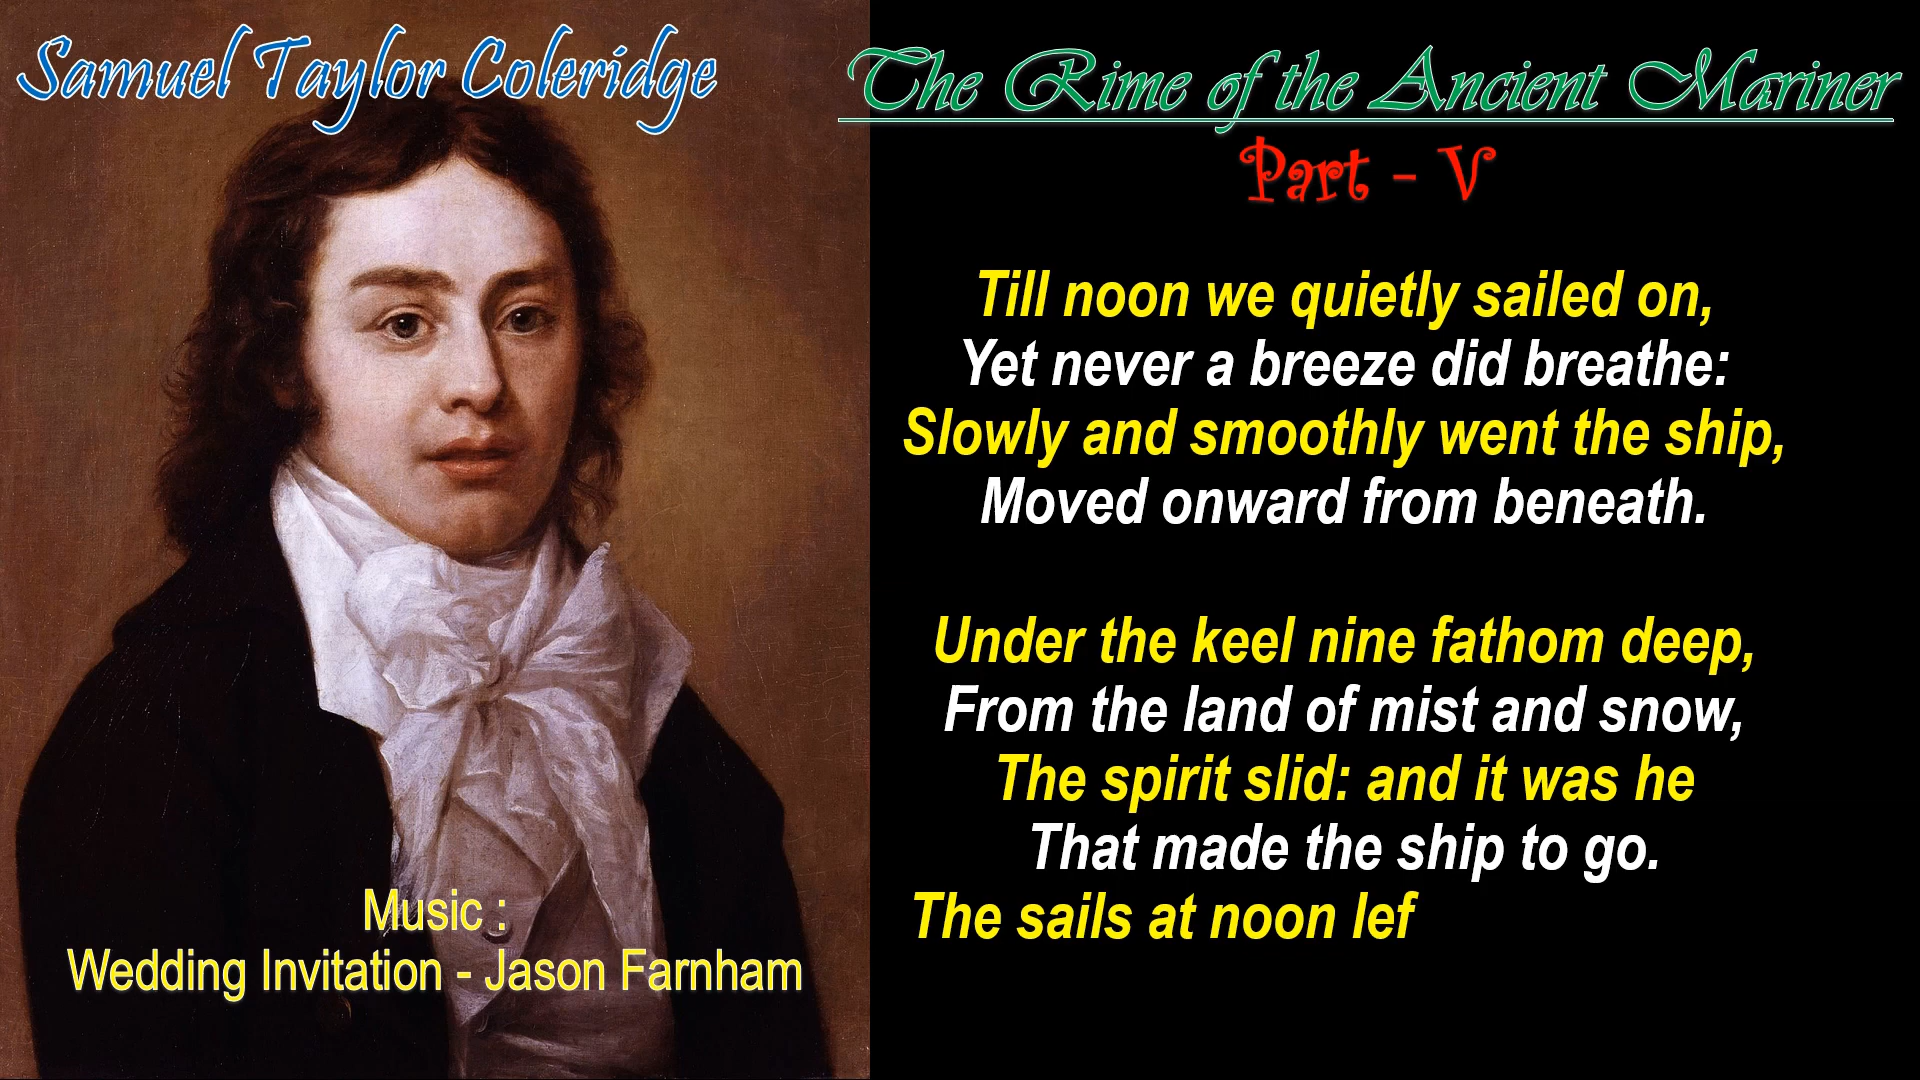 Samuel Taylor Coleridge
The Rime of the Ancient Mariner
Part - V
Till noon we quietly sailed on,
Yet never a breeze did breathe:
Slowly and smoothly went the ship,
Moved onward from beneath.
Under the keel nine fathom deep,
From the land of mist and snow,
The spirit slid: and it was he
That made the ship to go.
The sails at noon lef
Music :
Wedding Invitation - Jason Farnham